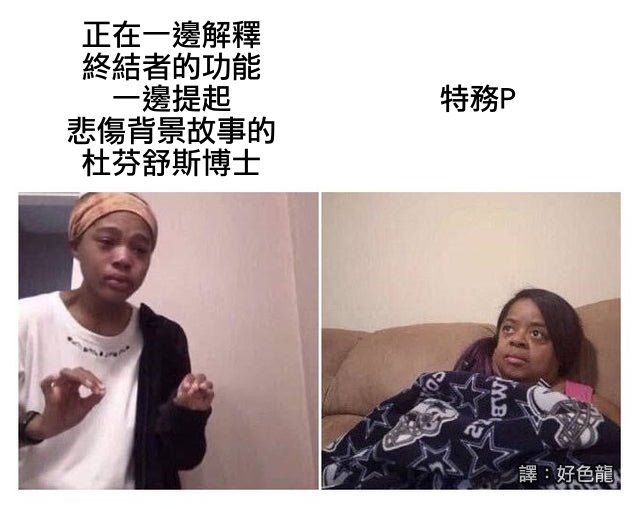 正在一邊解釋
終結者的功能
一邊提起
悲傷背景故事的
杜芬舒斯博士
特務P
譯：好色龍